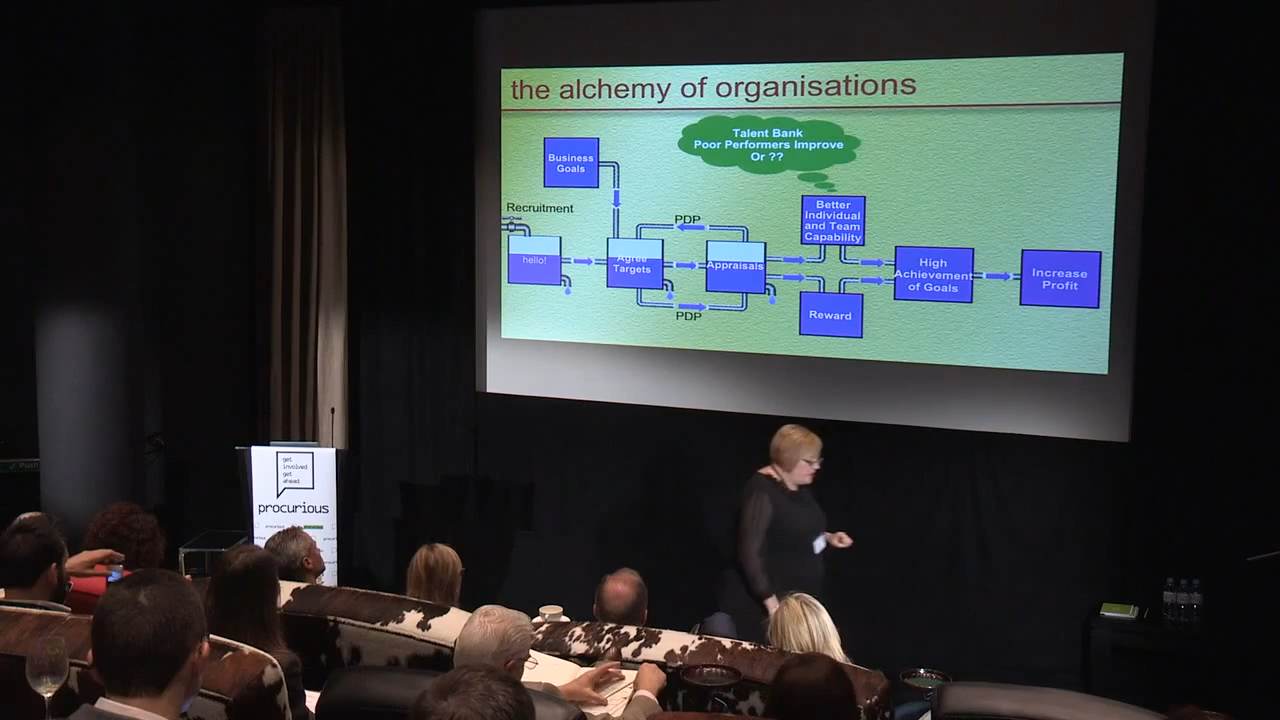 the alchemy of organisations
Talent Bank
Poor Performers Improve
Or ??
Business
Goals
Recruitment
hello!
Agree
Targets
PDP
PDP
Appraisals
Better
Individual
and Team
Capability
Reward
High
Achievement
of Goals
Increase
Profit
get
involved
get
ahead
procurious
Push